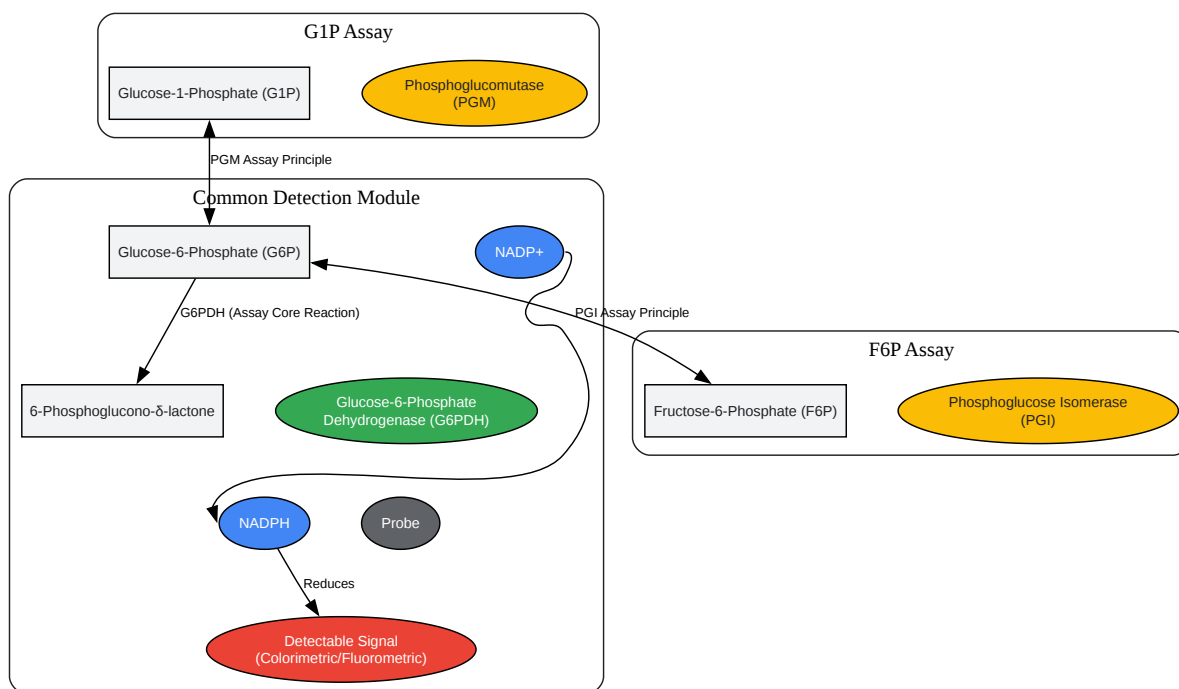 G1P Assay
Glucose-1-Phosphate (G1P)
Phosphoglucomutase
(PGM)
PGM Assay Principle
Common Detection Module
Glucose-6-Phosphate (G6P)
NADP+
G6PDH (Assay Core Reaction)
PGI Assay Principle
F6P Assay
6-Phosphoglucono-δ-lactone
Glucose-6-Phosphate
Dehydrogenase (G6PDH)
Fructose-6-Phosphate (F6P)
Phosphoglucose Isomerase
(PGI)
NADPH
Probe
Reduces
Detectable Signal
(Colorimetric/Fluorometric)